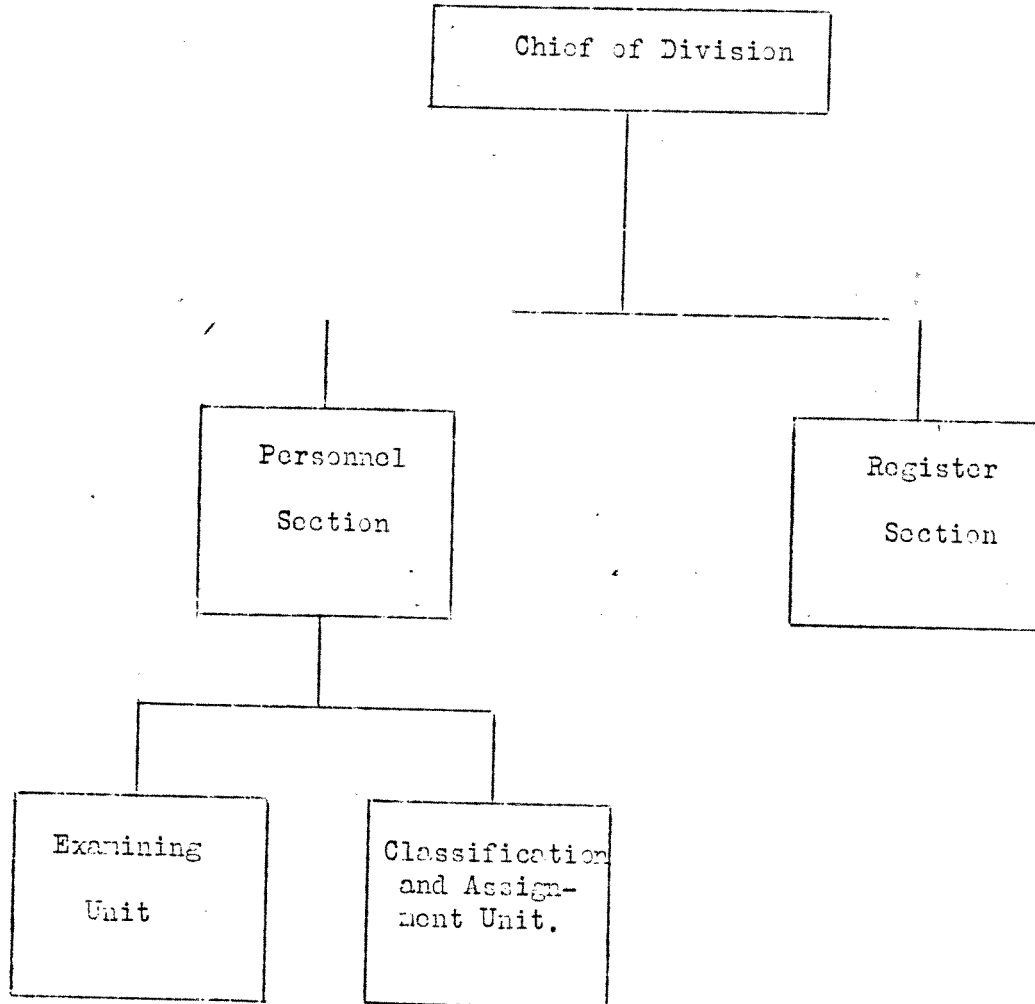 Chief of Division
Personnel
Section
Register
Section
Examining
Unit
Classification
and Assign-
ment Unit.